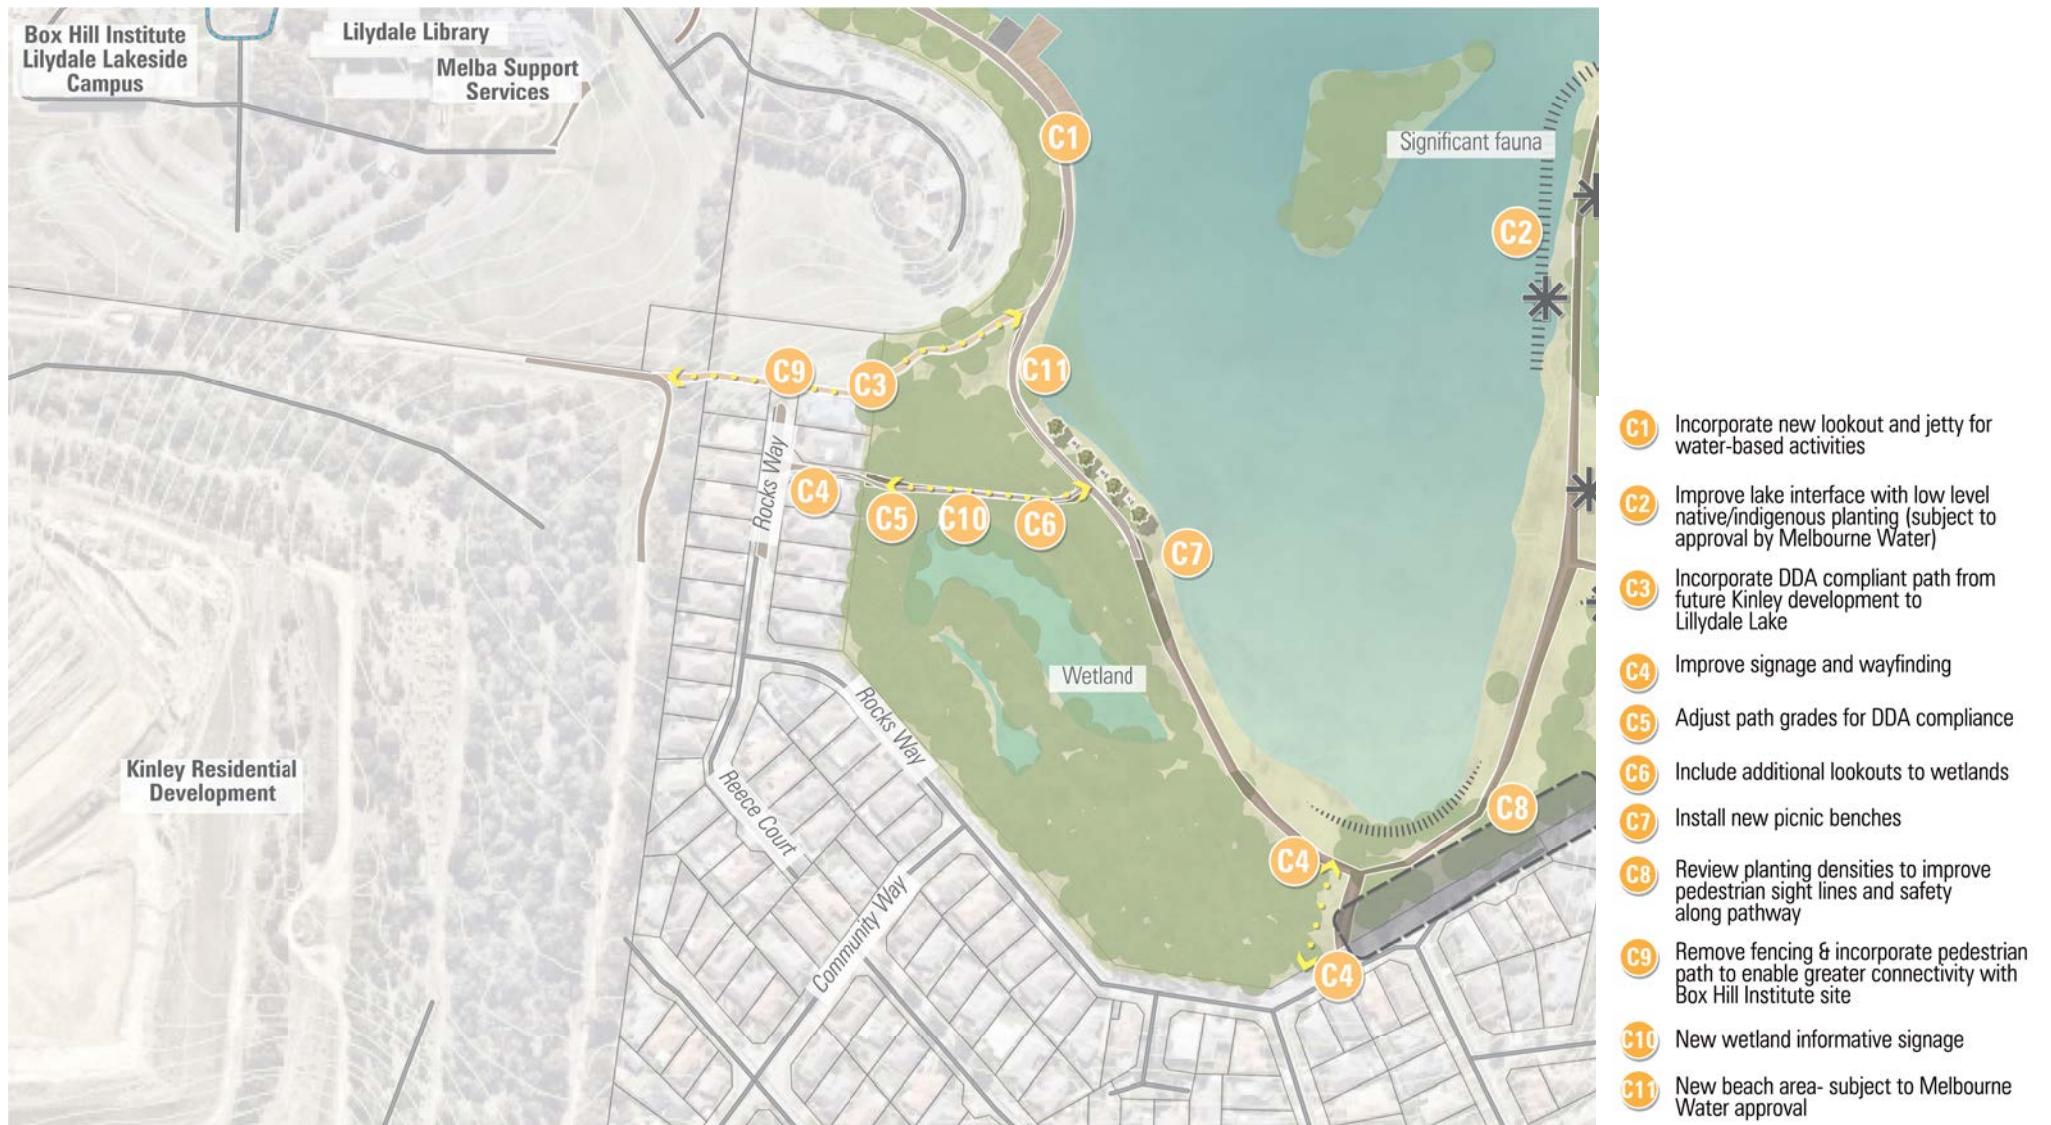 Box Hill Institute
Lilydale Lakeside
Campus
Lilydale Library
Melba Support
Services
C1
Significant fauna
C2
C9
C3
C11
Rocks Way
C4
C5
C10
C6
C7
Wetland
Rocks Way
Kinley Residential
Development
Reece Court
C8
C4
Community Way
C4
C1 Incorporate new lookout and jetty for
water-based activities
C2 Improve lake interface with low level
native/indigenous planting (subject to
approval by Melbourne Water)
C3 Incorporate DDA compliant path from
future Kinley development to
Lillydale Lake
C4 Improve signage and wayfinding
C5 Adjust path grades for DDA compliance
C6 Include additional lookouts to wetlands
C7 Install new picnic benches
C8 Review planting densities to improve
pedestrian sight lines and safety
along pathway
C9 Remove fencing & incorporate pedestrian
path to enable greater connectivity with
Box Hill Institute site
C10 New wetland informative signage
C11 New beach area- subject to Melbourne
Water approval